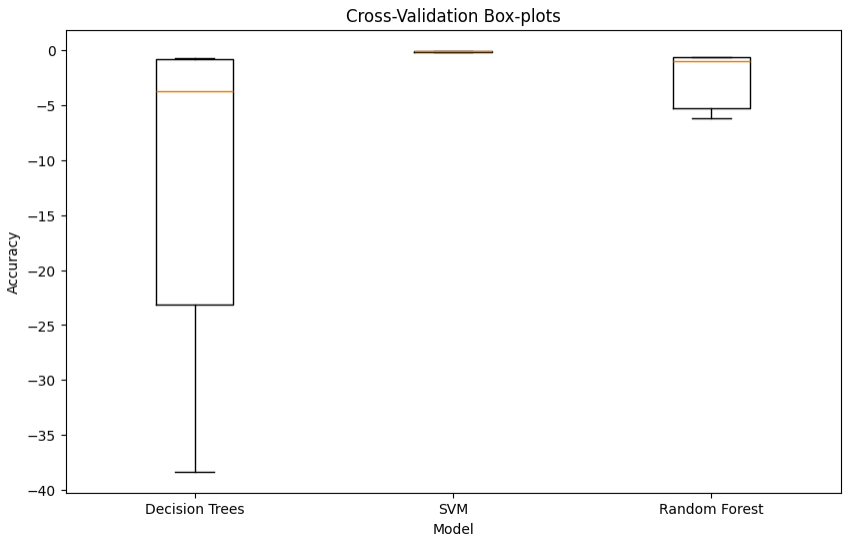 Cross-Validation Box-plots
Accuracy
0
−5
−10
−15
−20
−25
−30
−35
−40
Decision Trees
SVM
Random Forest
Model